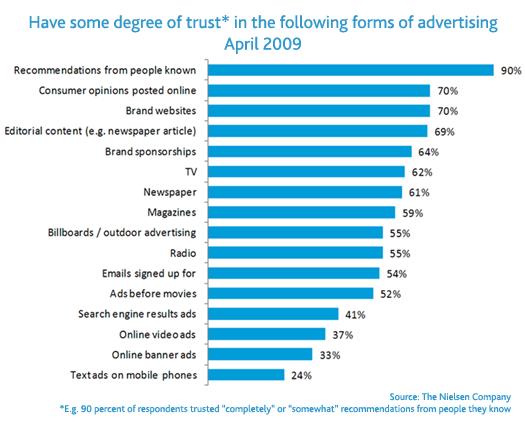 Have some degree of trust* in the following forms of advertising
April 2009
Recommendations from people known 90%
Consumer opinions posted online 70%
Brand websites 70%
Editorial content (e.g. newspaper article) 69%
Brand sponsorships 64%
TV 62%
Newspaper 61%
Magazines 59%
Billboards / outdoor advertising 55%
Radio 55%
Emails signed up for 54%
Ads before movies 52%
Search engine results ads 41%
Online video ads 37%
Online banner ads 33%
Text ads on mobile phones 24%
Source: The Nielsen Company
*E.g. 90 percent of respondents trusted "completely" or "somewhat" recommendations from people they know